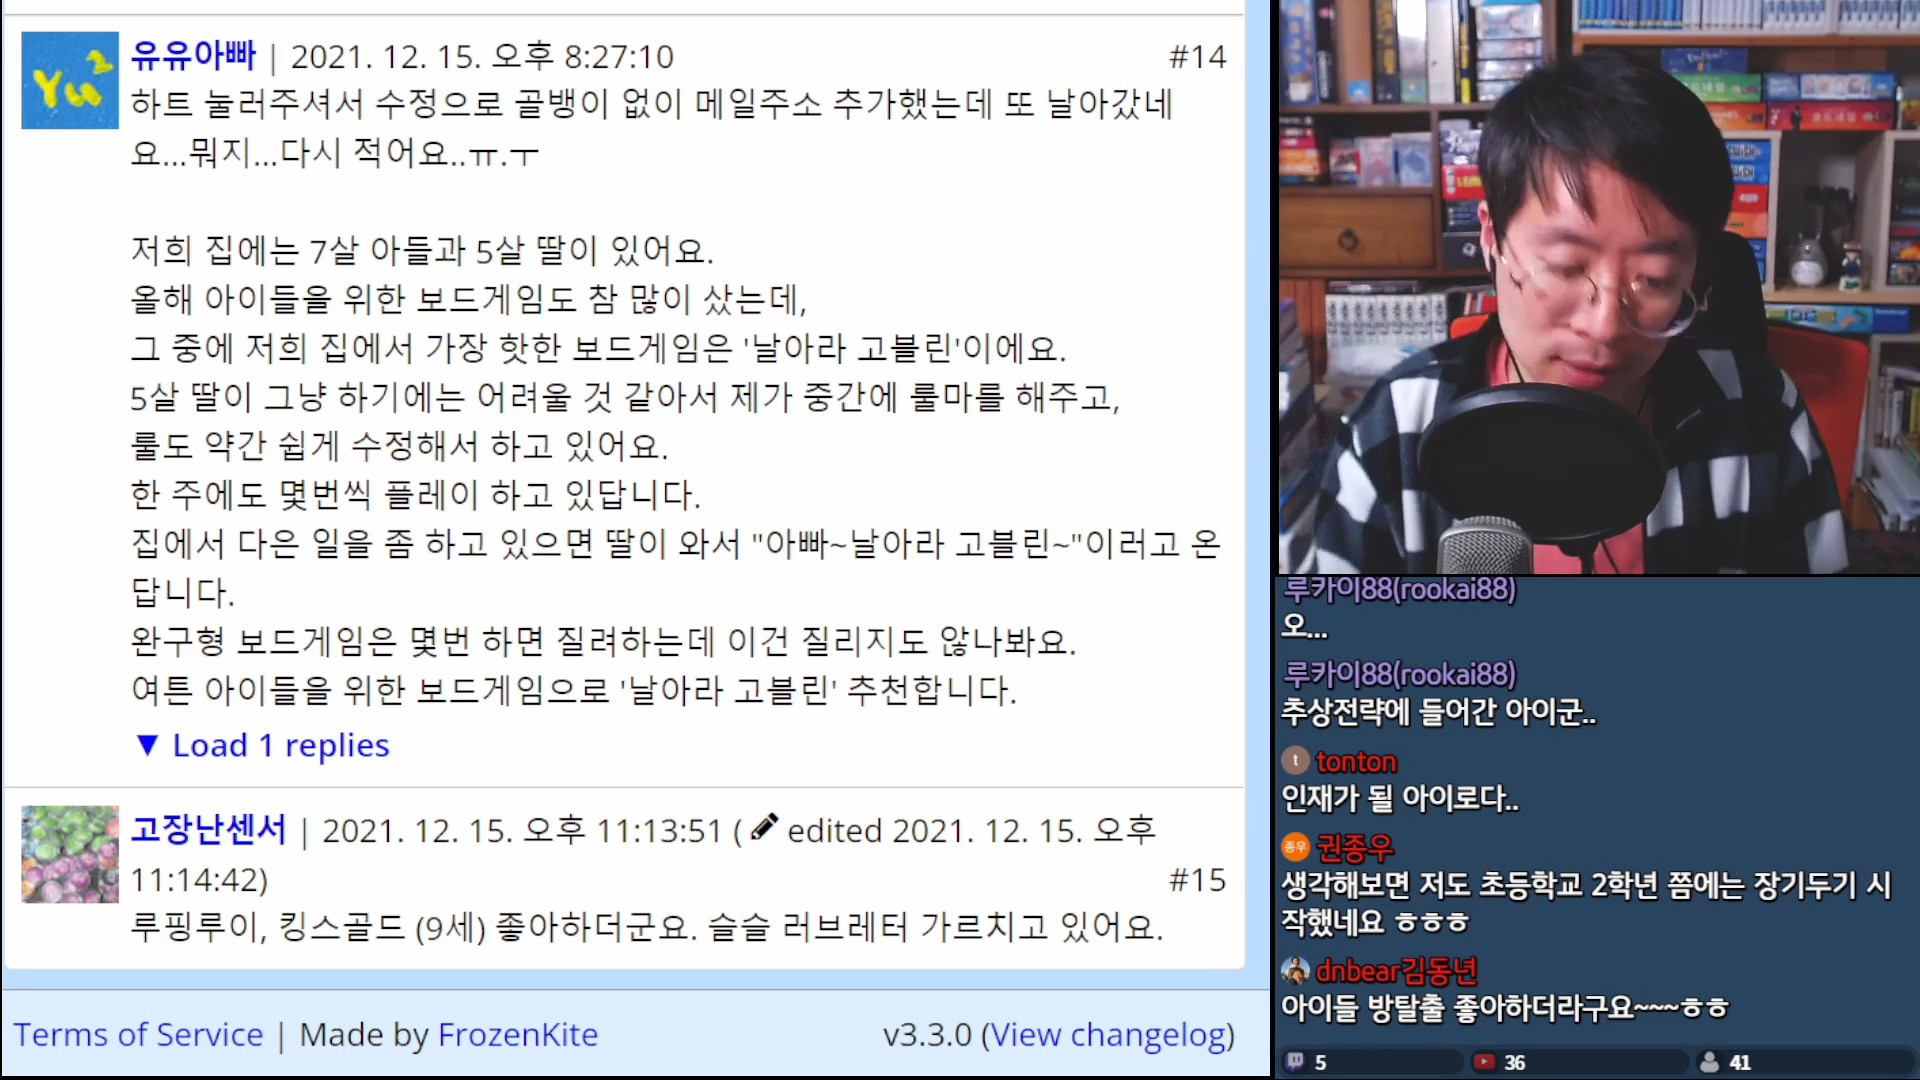 유유아빠 | 2021. 12. 15. 오후 8:27:10
#14
하트 눌러주셔서 수정으로 골뱅이 없이 메일주소 추가했는데 또 날아갔네
요...뭐지...다시 적어요..ㅠ.ㅜ
저희 집에는 7살 아들과 5살 딸이 있어요.
올해 아이들을 위한 보드게임도 참 많이 샀는데,
그 중에 저희 집에서 가장 핫한 보드게임은 '날아라 고블린'이에요.
5살 딸이 그냥 하기에는 어려울 것 같아서 제가 중간에 룰마를 해주고,
룰도 약간 쉽게 수정해서 하고 있어요.
한 주에도 몇번씩 플레이 하고 있답니다.
집에서 다은 일을 좀 하고 있으면 딸이 와서 "아빠~날아라 고블린~"이러고 온
답니다.
완구형 보드게임은 몇번 하면 질려하는데 이건 질리지도 않나봐요.
여튼 아이들을 위한 보드게임으로 '날아라 고블린' 추천합니다.
▼ Load 1 replies
고장난센서 | 2021. 12. 15. 오후 11:13:51 ( edited 2021. 12. 15. 오후
11:14:42)
#15
루핑루이, 킹스골드 (9세) 좋아하더군요. 슬슬 러브레터 가르치고 있어요.
Terms of Service | Made by FrozenKite
v3.3.0 (View changelog)
루카이88(rookai88)
오...
루카이88(rookai88)
추상전략에 들어간 아이군..
t tonton
인재가 될 아이로다..
종우 권종우
생각해보면 저도 초등학교 2학년 쯤에는 장기두기 시
작했네요 ㅎㅎㅎ
dnbear김동년
아이들 방탈출 좋아하더라구요~~~ㅎㅎ
5
36
41
Yu2